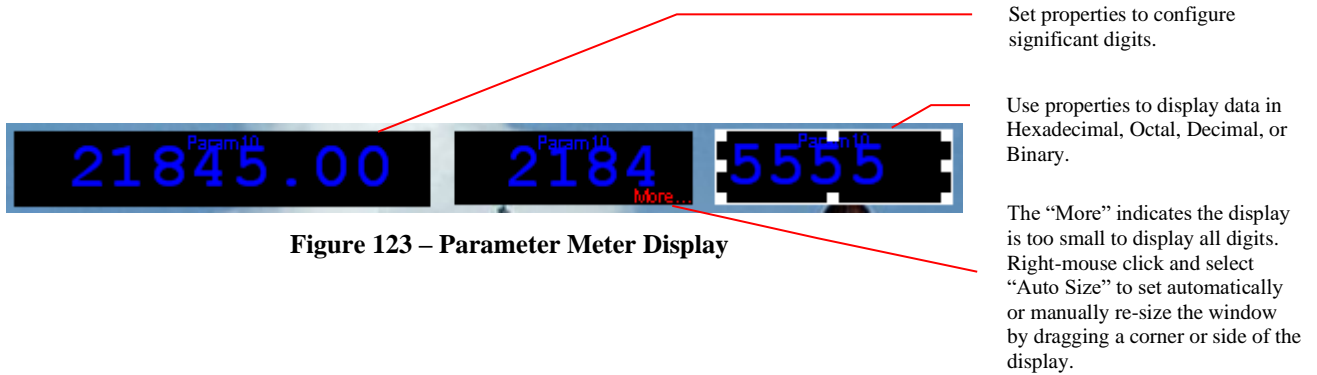 Set properties to configure
significant digits.
Use properties to display data in
Hexadecimal, Octal, Decimal, or
Binary.
Param10
21845.00
Param10
2184
More...
Param10
5555
The “More” indicates the display
is too small to display all digits.
Right-mouse click and select
“Auto Size” to set automatically
or manually re-size the window
by dragging a corner or side of the
display.
Figure 123 – Parameter Meter Display